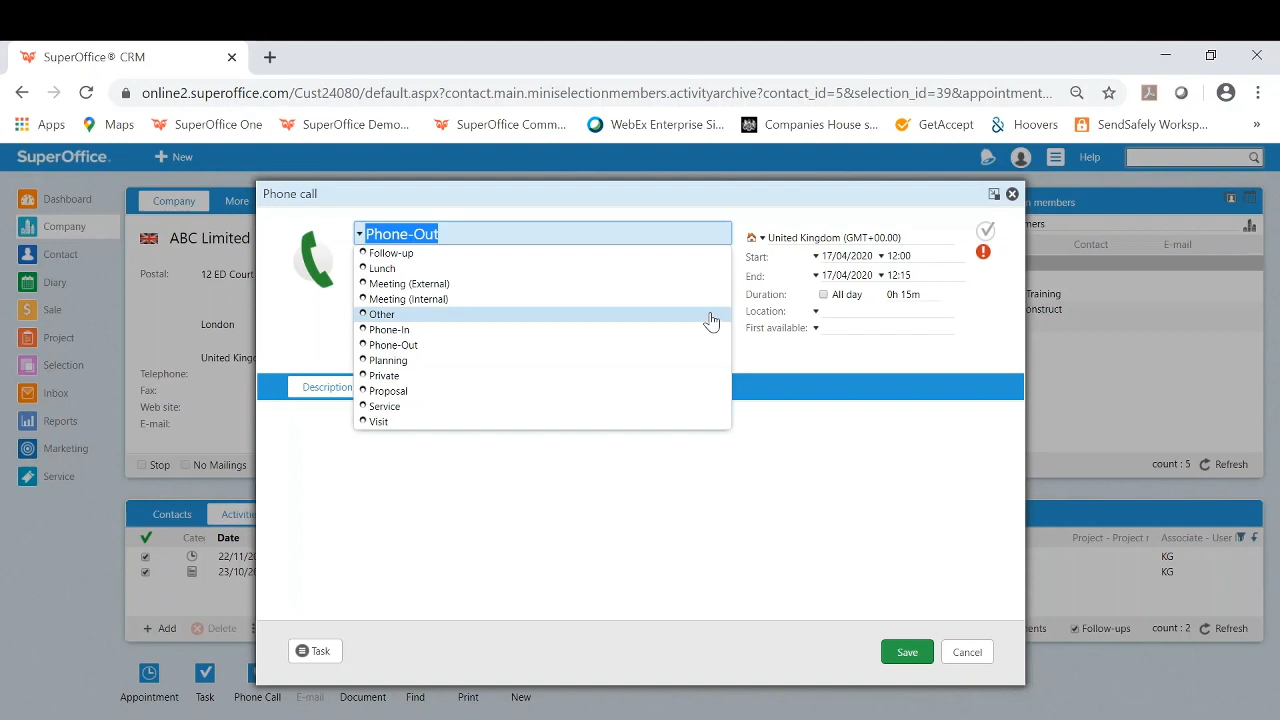 SuperOffice® CRM
online2.superoffice.com/Cust24080/default.aspx?contact.main.miniselectionmembers.activityarchive?contact_id=5&selection_id=39&appointment...
Apps Maps SuperOffice One SuperOffice Demo... SuperOffice Comm... WebEx Enterprise Si... Companies House s... GetAccept Hoovers SendSafely Worksp... »
SuperOffice. New Help
Dashboard
Company
Contact
Diary
Sale
Project
Selection
Inbox
Reports
Marketing
Service
Company More
ABC Limited
Postal: 12 ED Court
London
United Kingd
Telephone:
Fax:
Web site:
E-mail:
Stop No Mailings
Contacts Activitie
Cate Date
22/11/20
23/10/20
+ Add Delete
Appointment Task Phone Call E-mail Document Find Print New
Phone call
Phone-Out
Follow-up
Lunch
Meeting (External)
Meeting (Internal)
Other
Phone-In
Phone-Out
Planning
Private
Proposal
Service
Visit
United Kingdom (GMT+00.00)
Start: 17/04/2020 12:00
End: 17/04/2020 12:15
Duration: All day 0h 15m
Location:
First available:
Description
Task
Save Cancel
n members
mers
Contact E-mail
Training
onstruct
count : 5 Refresh
Project - Project r Associate - User
KG
KG
ents Follow-ups count : 2 Refresh